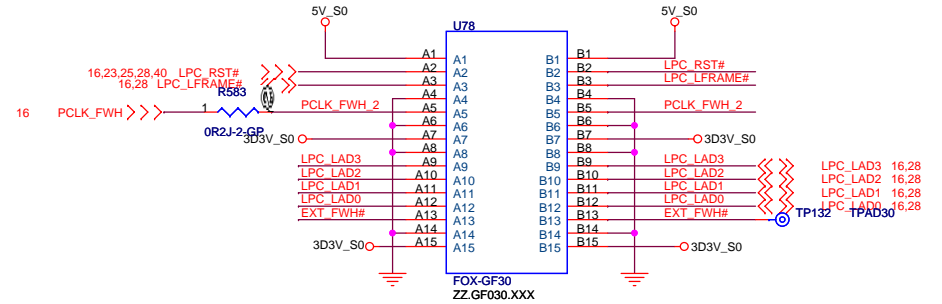 5V_S0 U78 5V_S0
A1 A1 B1 B1
16,23,25,28,40 LPC_RST# A2 A2 B2 B2 LPC_RST#
16,28 LPC_LFRAME# A3 A3 B3 B3 LPC_LFRAME#
R583 A4 A4 B4 B4
16 PCLK_FWH 1 PCLK_FWH_2 A5 A5 B5 B5 PCLK_FWH_2
0R2J-2-GP A6 A6 B6 B6
3D3V_S0 A7 A7 B7 B7 3D3V_S0
A8 A8 B8 B8
LPC_LAD3 A9 A9 B9 B9 LPC_LAD3 LPC_LAD3 16,28
LPC_LAD2 A10 A10 B10 B10 LPC_LAD2 LPC_LAD2 16,28
LPC_LAD1 A11 A11 B11 B11 LPC_LAD1 LPC_LAD1 16,28
LPC_LAD0 A12 A12 B12 B12 LPC_LAD0 LPC_LAD0 16,28
EXT_FWH# A13 A13 B13 B13 EXT_FWH# TP132 TPAD30
A14 A14 B14 B14
3D3V_S0 A15 A15 B15 B15 3D3V_S0
FOX-GF30
ZZ.GF030.XXX